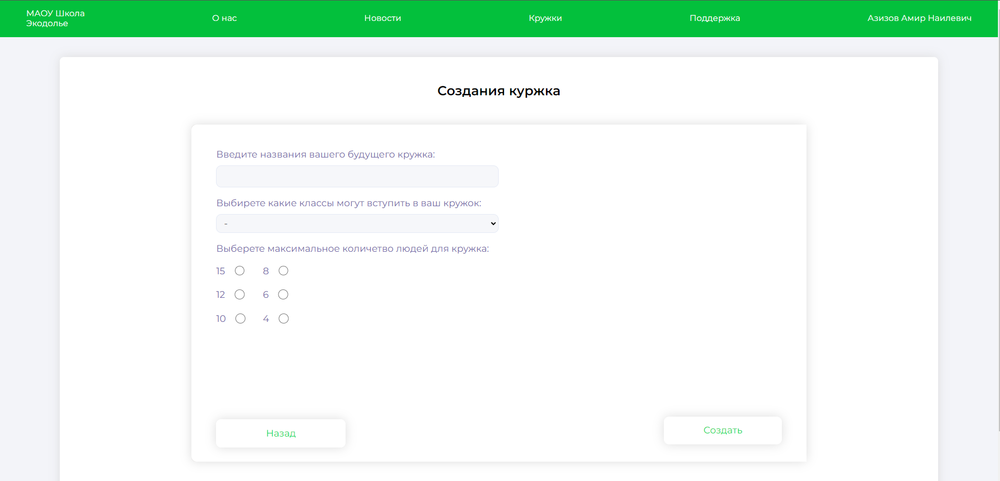 МАОУ Школа
Экодолье
О нас
Новости
Кружки
Поддержка
Азизов Амир Наилевич
Создания куржка
Введите названия вашего будущего кружка:
Выбирете какие классы могут вступить в ваш кружок:
-
Выберете максимальное количетво людей для кружка:
15 8
12 6
10 4
Назад
Создать